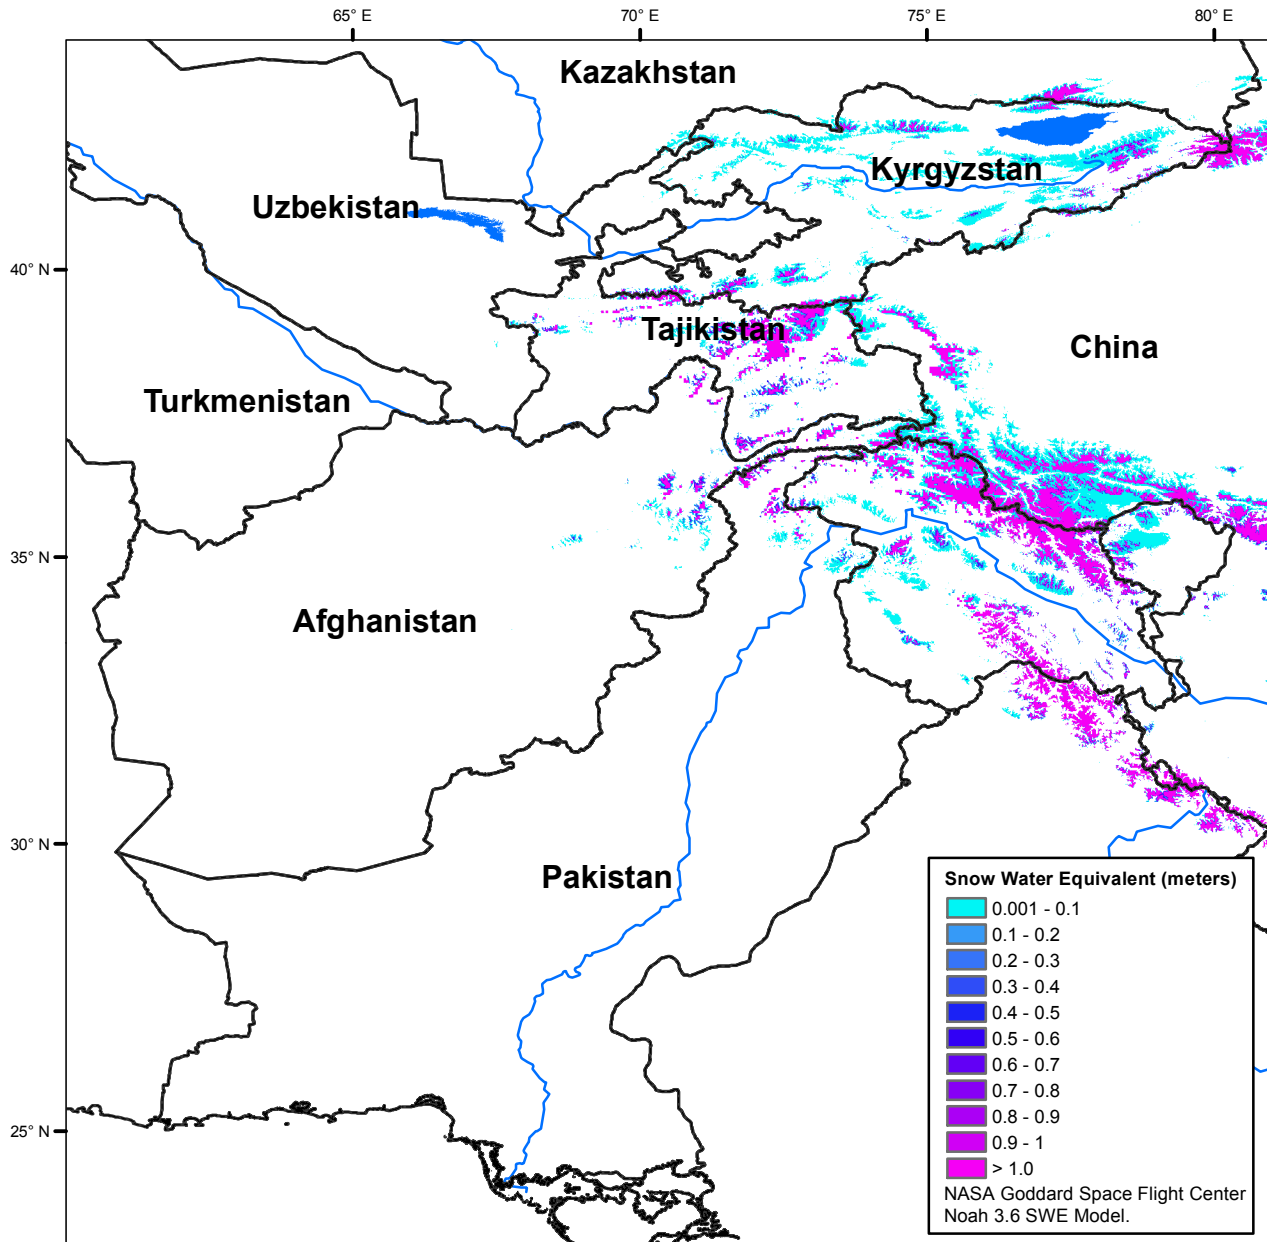 65° E
70° E
75° E
80° E
Kazakhstan
Kyrgyzstan
Uzbekistan
40° N
Tajikistan
China
Turkmenistan
35° N
Afghanistan
30° N
Pakistan
25° N
Snow Water Equivalent (meters)
0.001 - 0.1
0.1 - 0.2
0.2 - 0.3
0.3 - 0.4
0.4 - 0.5
0.5 - 0.6
0.6 - 0.7
0.7 - 0.8
0.8 - 0.9
0.9 - 1
> 1.0
NASA Goddard Space Flight Center
Noah 3.6 SWE Model.